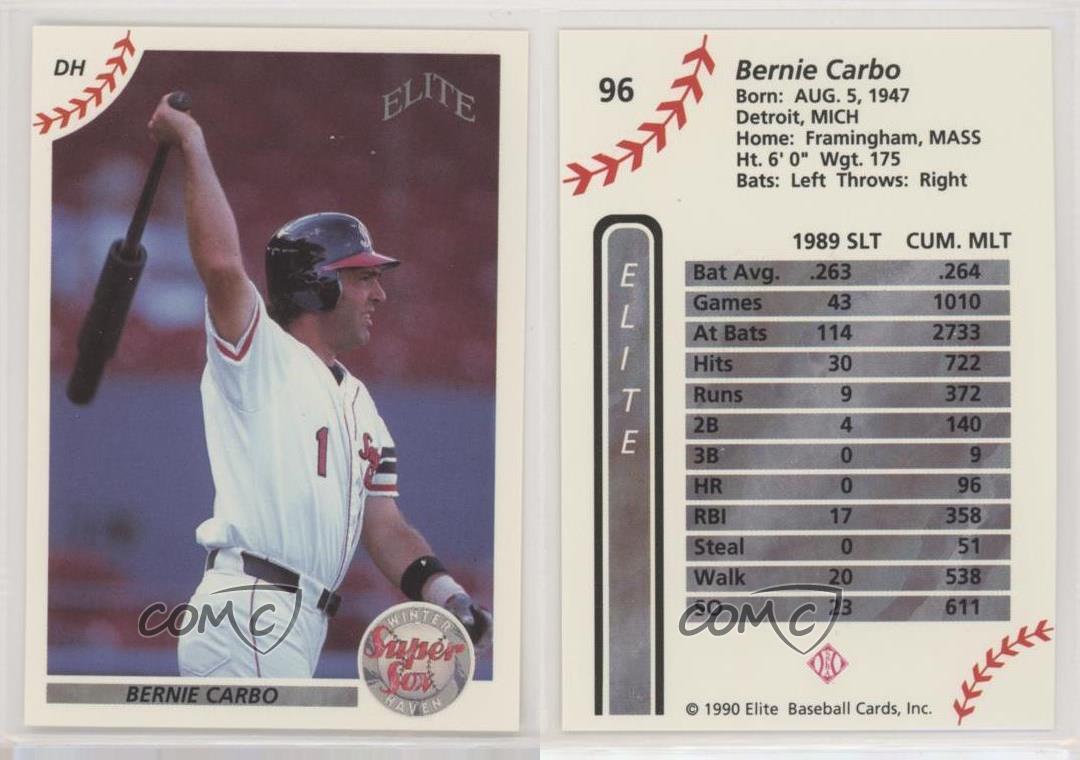 DH
ELITE
1
BERNIE CARBO
WINTER
Super
Sox
HAVEN
COMC
96
Bernie Carbo
Born: AUG. 5, 1947
Detroit, MICH
Home: Framingham, MASS
Ht. 6' 0" Wgt. 175
Bats: Left Throws: Right
ELITE
1989 SLT CUM. MLT
Bat Avg. .263 .264
Games 43 1010
At Bats 114 2733
Hits 30 722
Runs 9 372
2B 4 140
3B 0 9
HR 0 96
RBI 17 358
Steal 0 51
Walk 20 538
SO 23 611
COMC
© 1990 Elite Baseball Cards, Inc.